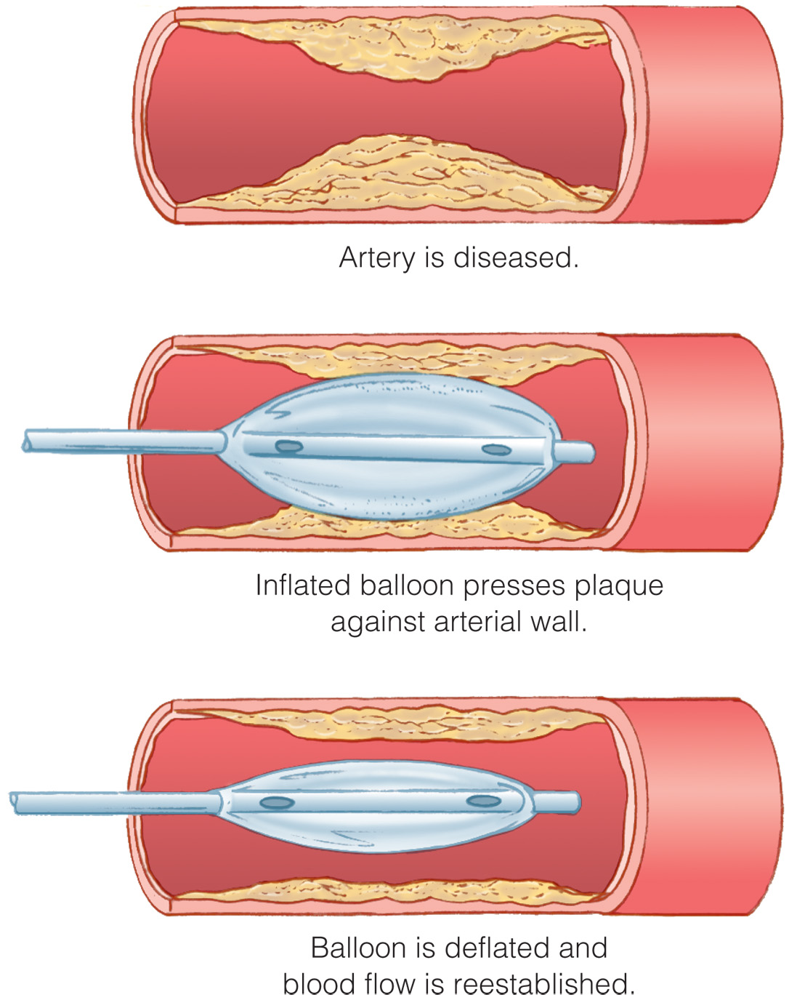 Artery is diseased.
Inflated balloon presses plaque
against arterial wall.
Balloon is deflated and
blood flow is reestablished.